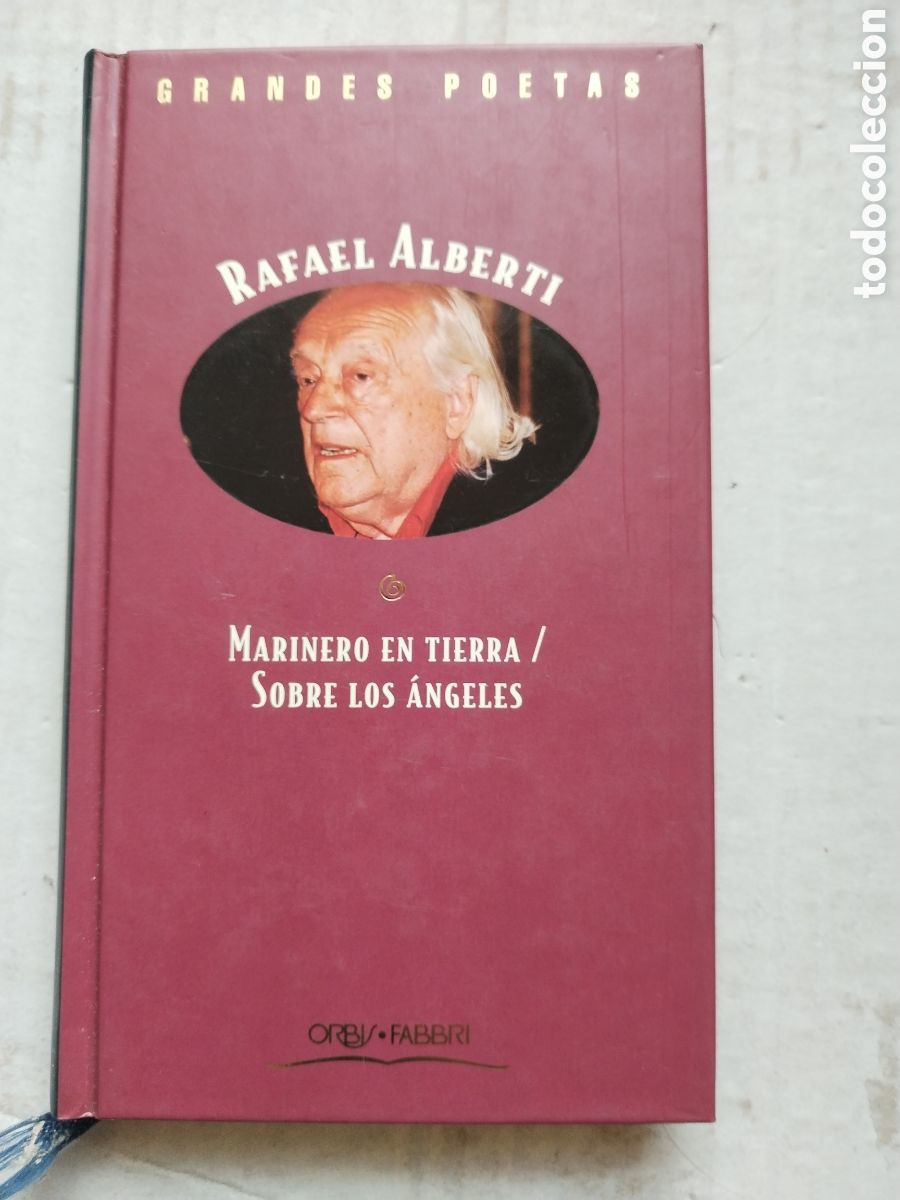 GRANDES POETAS
RAFAEL ALBERTI
MARINERO EN TIERRA /
SOBRE LOS ÁNGELES
ORBIS • FABBRI
todocoleccion